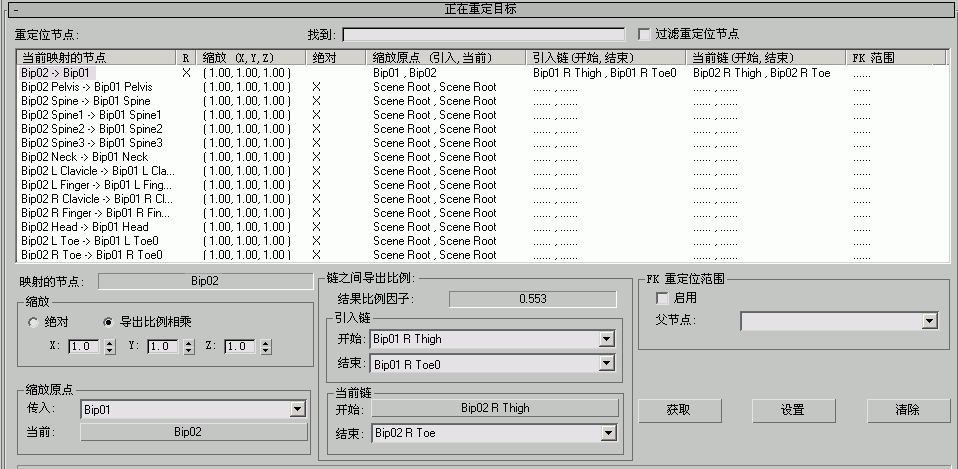 - 正在重定目标
重定位节点: 找到: 过滤重定位节点
当前映射的节点 R 缩放 (X, Y, Z) 绝对 缩放原点 (引入, 当前) 引入链 (开始, 结束) 当前链 (开始, 结束) FK 范围
Bip02 -> Bip01 X ( 1.00, 1.00, 1.00 ) Bip01 , Bip02 Bip01 R Thigh , Bip01 R Toe0 Bip02 R Thigh , Bip02 R Toe ......
Bip02 Pelvis -> Bip01 Pelvis ( 1.00, 1.00, 1.00 ) X Scene Root , Scene Root ...... , ...... ...... , ...... ......
Bip02 Spine -> Bip01 Spine ( 1.00, 1.00, 1.00 ) X Scene Root , Scene Root ...... , ...... ...... , ...... ......
Bip02 Spine1 -> Bip01 Spine1 ( 1.00, 1.00, 1.00 ) X Scene Root , Scene Root ...... , ...... ...... , ...... ......
Bip02 Spine2 -> Bip01 Spine2 ( 1.00, 1.00, 1.00 ) X Scene Root , Scene Root ...... , ...... ...... , ...... ......
Bip02 Spine3 -> Bip01 Spine3 ( 1.00, 1.00, 1.00 ) X Scene Root , Scene Root ...... , ...... ...... , ...... ......
Bip02 Neck -> Bip01 Neck ( 1.00, 1.00, 1.00 ) X Scene Root , Scene Root ...... , ...... ...... , ...... ......
Bip02 L Clavicle -> Bip01 L Cla... ( 1.00, 1.00, 1.00 ) X Scene Root , Scene Root ...... , ...... ...... , ...... ......
Bip02 L Finger -> Bip01 L Fing... ( 1.00, 1.00, 1.00 ) X Scene Root , Scene Root ...... , ...... ...... , ...... ......
Bip02 R Clavicle -> Bip01 R Cl... ( 1.00, 1.00, 1.00 ) X Scene Root , Scene Root ...... , ...... ...... , ...... ......
Bip02 R Finger -> Bip01 R Fin... ( 1.00, 1.00, 1.00 ) X Scene Root , Scene Root ...... , ...... ...... , ...... ......
Bip02 Head -> Bip01 Head ( 1.00, 1.00, 1.00 ) X Scene Root , Scene Root ...... , ...... ...... , ...... ......
Bip02 L Toe -> Bip01 L Toe0 ( 1.00, 1.00, 1.00 ) X Scene Root , Scene Root ...... , ...... ...... , ...... ......
Bip02 R Toe -> Bip01 R Toe0 ( 1.00, 1.00, 1.00 ) X Scene Root , Scene Root ...... , ...... ...... , ...... ......
映射的节点: Bip02
缩放
绝对 导出比例相乘
X: 1.0 Y: 1.0 Z: 1.0
缩放原点
传入: Bip01
当前: Bip02
链之间导出比例:
结果比例因子: 0.553
引入链
开始: Bip01 R Thigh
结束: Bip01 R Toe0
当前链
开始: Bip02 R Thigh
结束: Bip02 R Toe
FK 重定位范围
启用
父节点:
获取 设置 清除